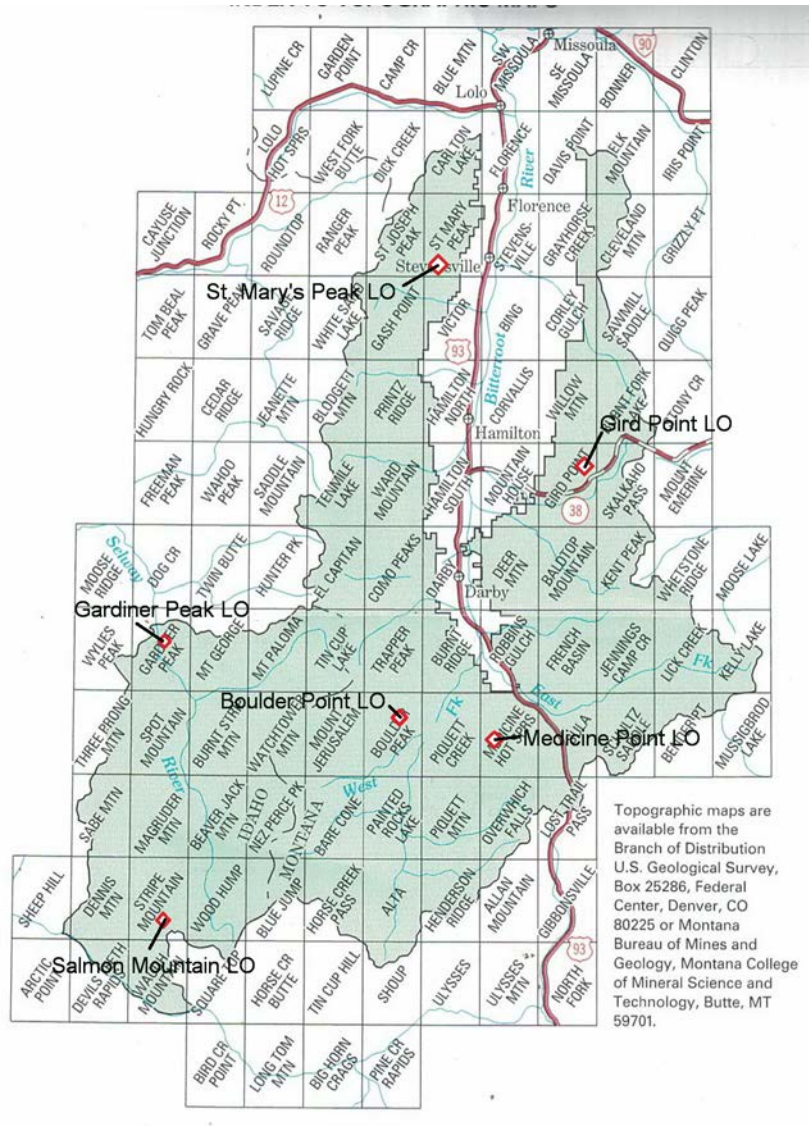 INDEX TO TOPOGRAPHIC MAPS
LUPINE CR
GARDEN
POINT
CAMP CR
BLUE MTN
SW
MISSOULA
Missoula
SE
MISSOULA
BONNER
90
CLINTON
Lolo
LOLO
HOT SPRS
WEST FORK
BUTTE
DICK CREEK
CARLTON
LAKE
FLORENCE
River
DAVIS POINT
ELK
MOUNTAIN
IRIS POINT
12
Florence
CAYUSE
JUNCTION
ROCKY PT
ROUNDTOP
RANGER
PEAK
ST JOSEPH
PEAK
ST MARY
PEAK
STEVENS-
VILLE
GRAYHORSE
CREEK
CLEVELAND
MTN
GRIZZLY PT
St. Mary's Peak LO
TOM BEAL
PEAK
GRAVE PEAK
SAVAGE
RIDGE
GASH POINT
VICTOR
BING
CORLEY
GULCH
SAWMILL
SADDLE
QUIGG PEAK
93
Bitterroot
HUNGRY ROCK
CEDAR
RIDGE
JEANETTE
MTN
BLODGETT
MTN
PRINTZ
RIDGE
HAMILTON
NORTH
CORVALLIS
WILLOW
MTN
STONY CR
Hamilton
Gird Point LO
FREEMAN
PEAK
WAHOO
PEAK
SADDLE
MOUNTAIN
TENMILE
LAKE
WARD
MOUNTAIN
HAMILTON
SOUTH
MOUNTAIN
HOUSE
GIRD POINT
38
SKALKAHO
PASS
MOUNT
EMERINE
Selway
MOOSE
RIDGE
DOG CR
TWIN BUTTE
HUNTER PK
EL CAPITAN
COMO PEAKS
DARBY
Darby
DEER
MTN
BALDTOP
MOUNTAIN
KENT PEAK
WHETSTONE
RIDGE
MOOSE LAKE
Gardiner Peak LO
WYLIES
PEAK
PEAK
MT GEORGE
MT PALOMA
TIN CUP
LAKE
TRAPPER
PEAK
BURNT
RIDGE
ROBBINS
GULCH
FRENCH
BASIN
JENNINGS
CAMP CR
LICK CREEK
KELLY LAKE
East
Fk
Boulder Point LO
THREE PRONG
MTN
SPOT
MOUNTAIN
River
BURNT STRIP
MTN
WATCHTOWER
MTN
MOUNT
JERUSALEM
PEAK
West
Fk
PIQUETT
CREEK
HOT SPRS
Medicine Point LO
MUSSIGBROD
LAKE
SABE MTN
MAGRUDER
MTN
BEAVER JACK
MTN
IDAHO
NEZ PERCE PK
MONTANA
BARE CONE
PAINTED
ROCKS
LAKE
PIQUETT
MTN
OVERWHICH
FALLS
LOST TRAIL
PASS
SHEEP HILL
DENNIS
MTN
STRIPE
MOUNTAIN
WOOD HUMP
BLUE JUMP
HORSE CREEK
PASS
ALTA
HENDERSON
RIDGE
ALLAN
MOUNTAIN
GIBBONSVILLE
93
Salmon Mountain LO
ARCTIC
POINT
HORSE CR
BUTTE
TIN CUP HILL
SHOUP
ULYSSES
ULYSSES
MTN
NORTH
FORK
BIRD CR
POINT
LONG TOM
MTN
BIG HORN
CRAGS
PINE CR
RAPIDS
Topographic maps are
available from the
Branch of Distribution
U.S. Geological Survey,
Box 25286, Federal
Center, Denver, CO
80225 or Montana
Bureau of Mines and
Geology, Montana College
of Mineral Science and
Technology, Butte, MT
59701.